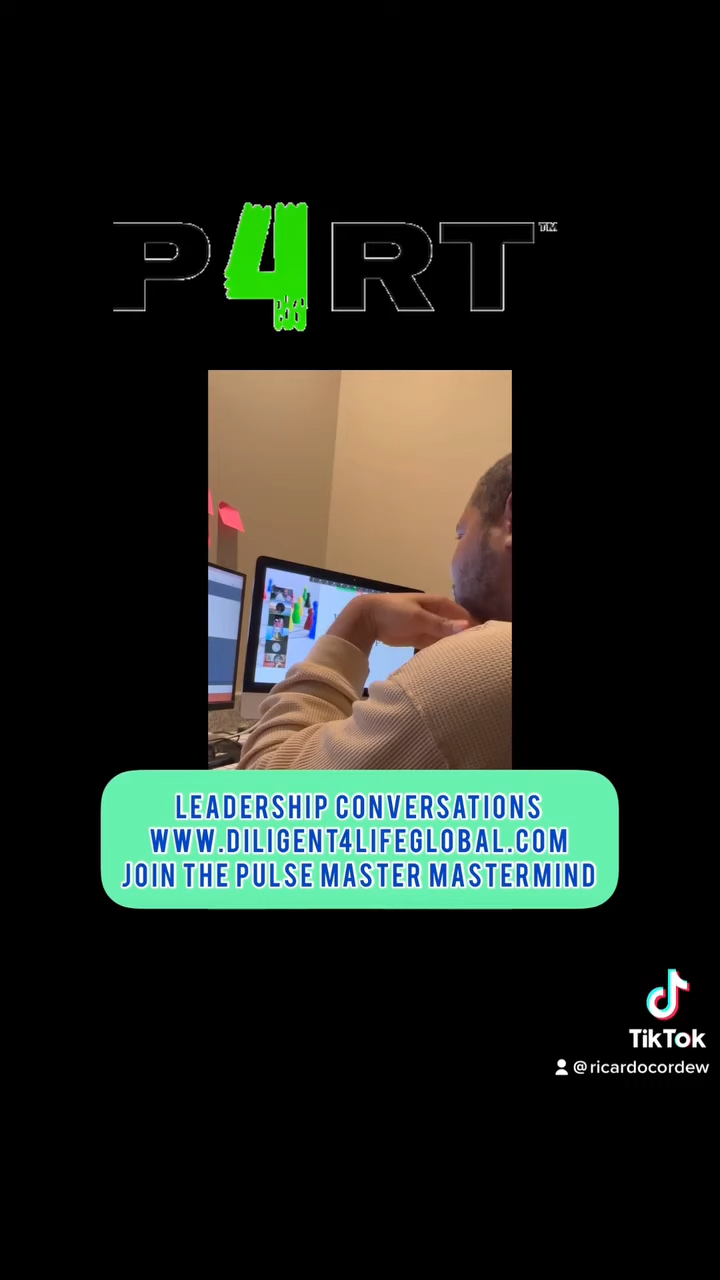 P4RT™
LEADERSHIP CONVERSATIONS
WWW.DILIGENT4LIFEGLOBAL.COM
JOIN THE PULSE MASTER MASTERMIND
TikTok
@ricardocordew